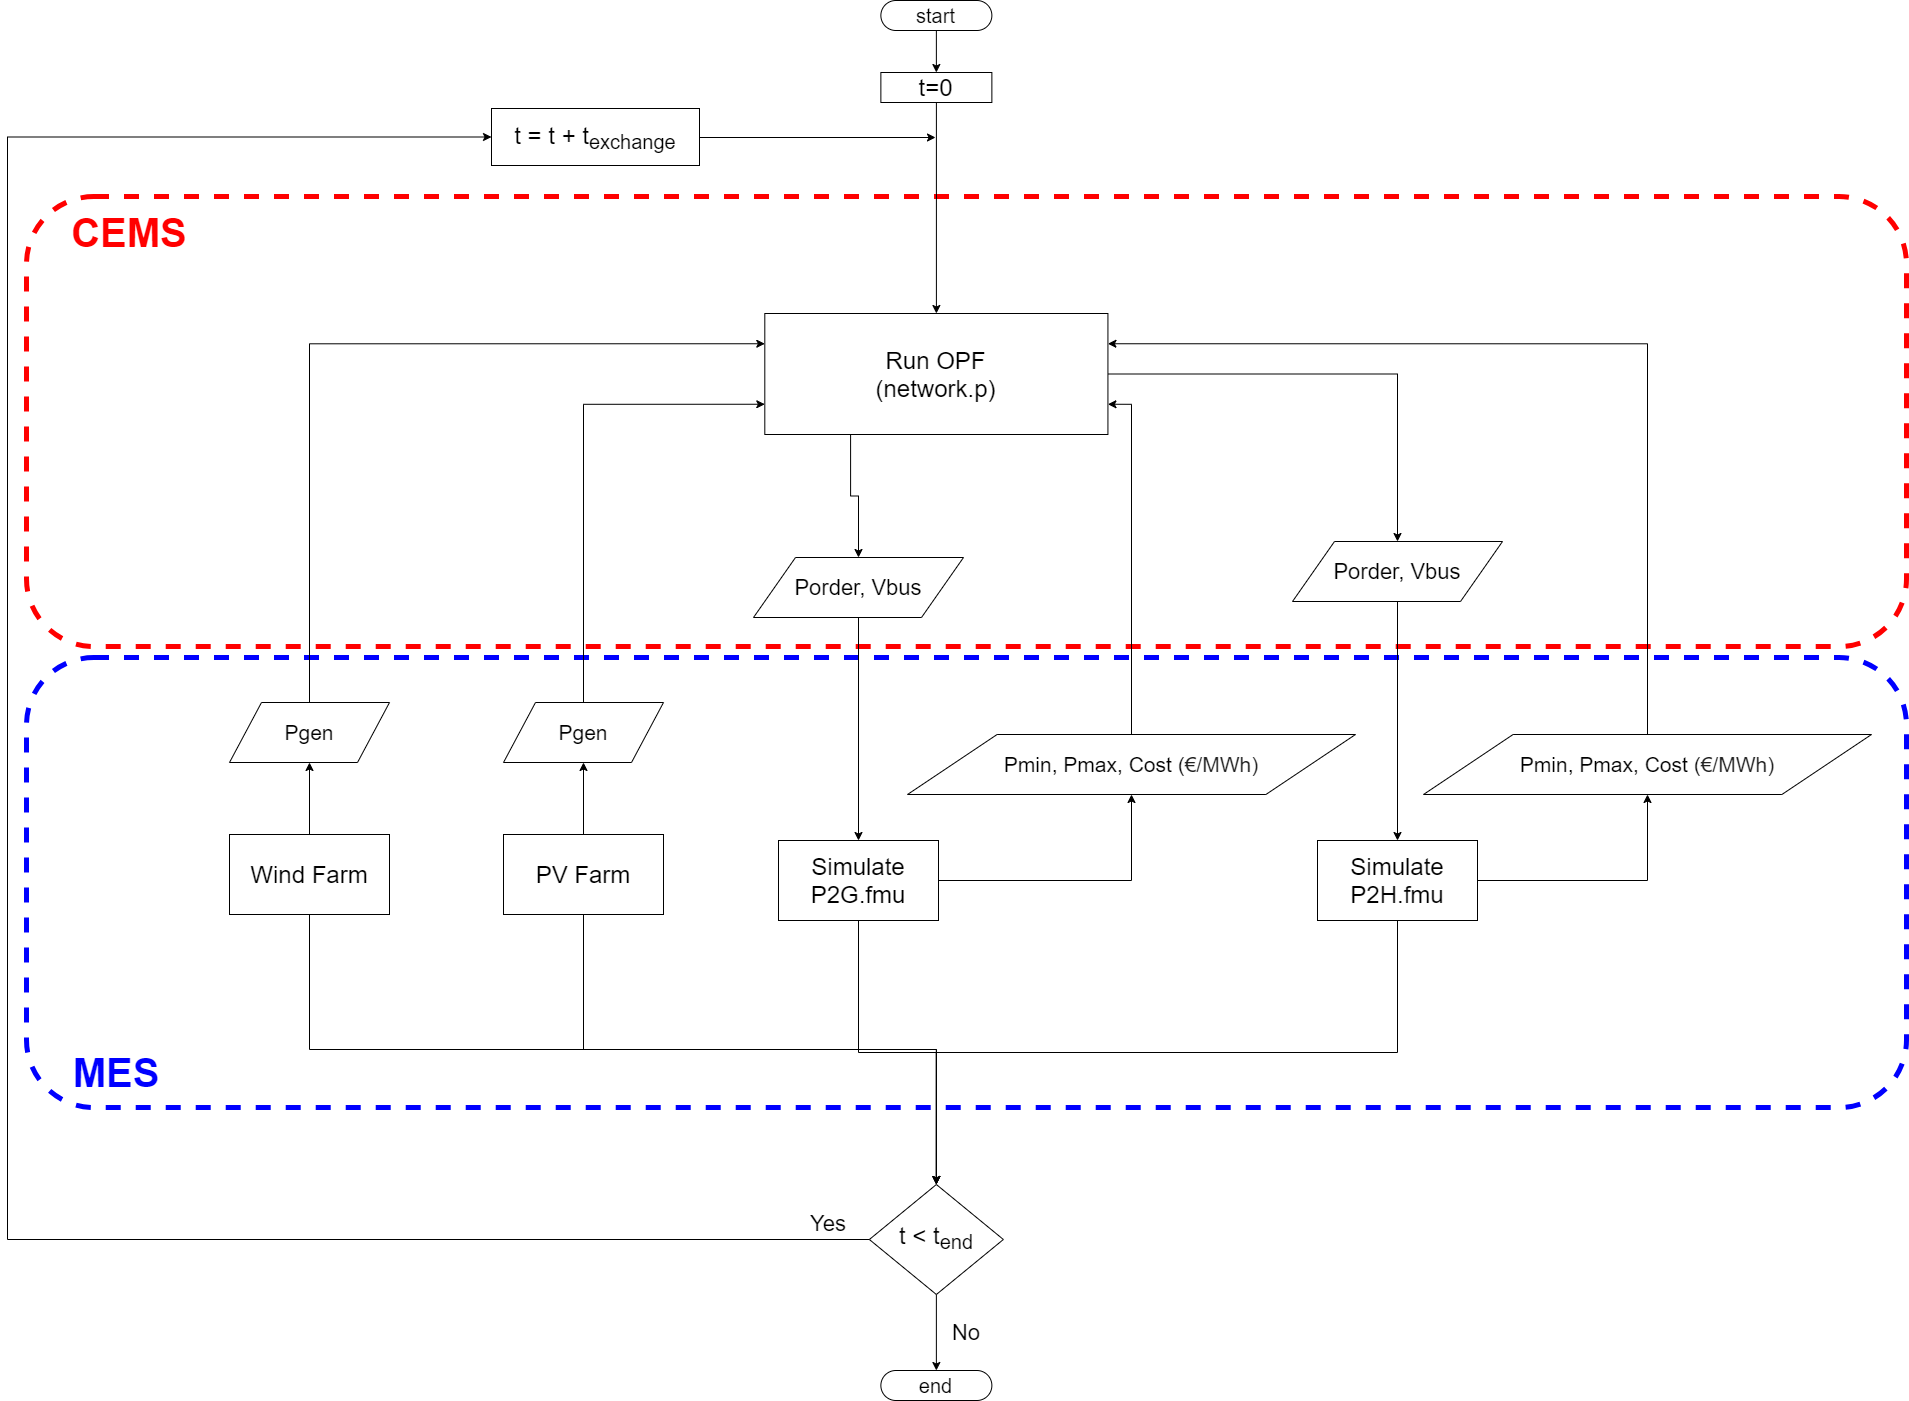 start
t=0
t = t + texchange
CEMS
Run OPF
(network.p)
Porder, Vbus
Porder, Vbus
Pgen
Pgen
Pmin, Pmax, Cost (€/MWh)
Pmin, Pmax, Cost (€/MWh)
Wind Farm
PV Farm
Simulate
P2G.fmu
Simulate
P2H.fmu
MES
Yes
t < tend
No
end